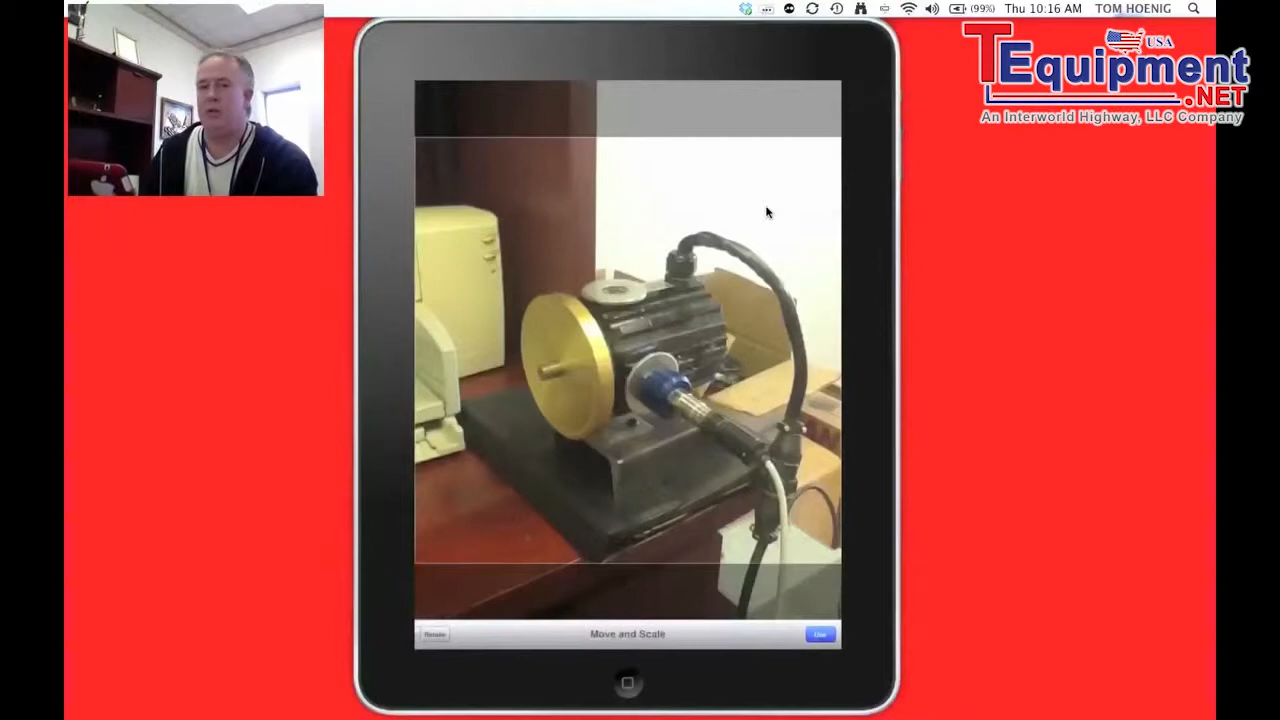 (99%) Thu 10:16 AM TOM HOENIG
TEquipment
USA
.NET
An Interworld Highway, LLC Company
Retake Move and Scale Use